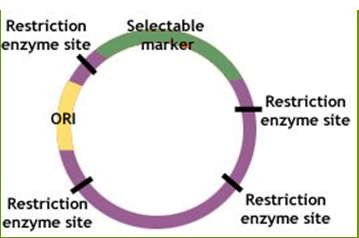 Restriction
enzyme site
Selectable
marker
Restriction
enzyme site
ORI
Restriction
enzyme site
Restriction
enzyme site